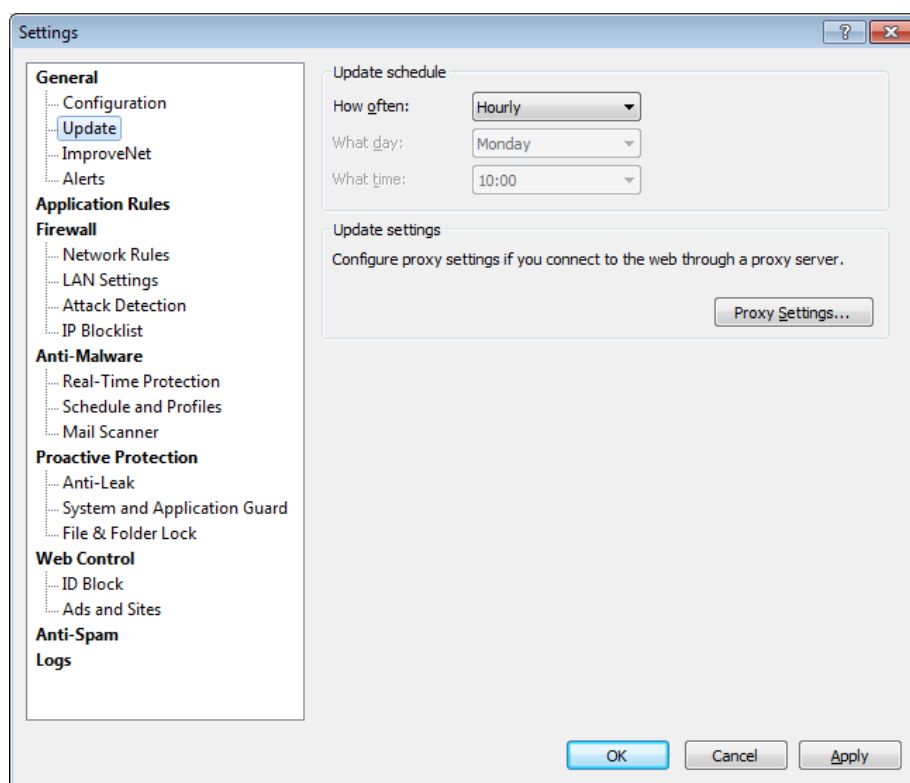 Settings
General
Configuration
Update
ImproveNet
Alerts
Application Rules
Firewall
Network Rules
LAN Settings
Attack Detection
IP Blocklist
Anti-Malware
Real-Time Protection
Schedule and Profiles
Mail Scanner
Proactive Protection
Anti-Leak
System and Application Guard
File & Folder Lock
Web Control
ID Block
Ads and Sites
Anti-Spam
Logs
Update schedule
How often: Hourly
What day: Monday
What time: 10:00
Update settings
Configure proxy settings if you connect to the web through a proxy server.
Proxy Settings...
OK Cancel Apply